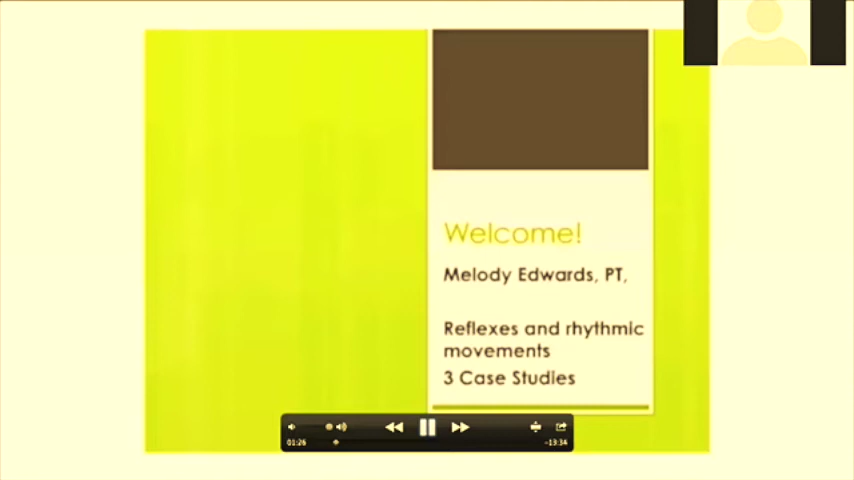 Welcome!
Melody Edwards, PT,
Reflexes and rhythmic
movements
3 Case Studies
01:26
-13:34